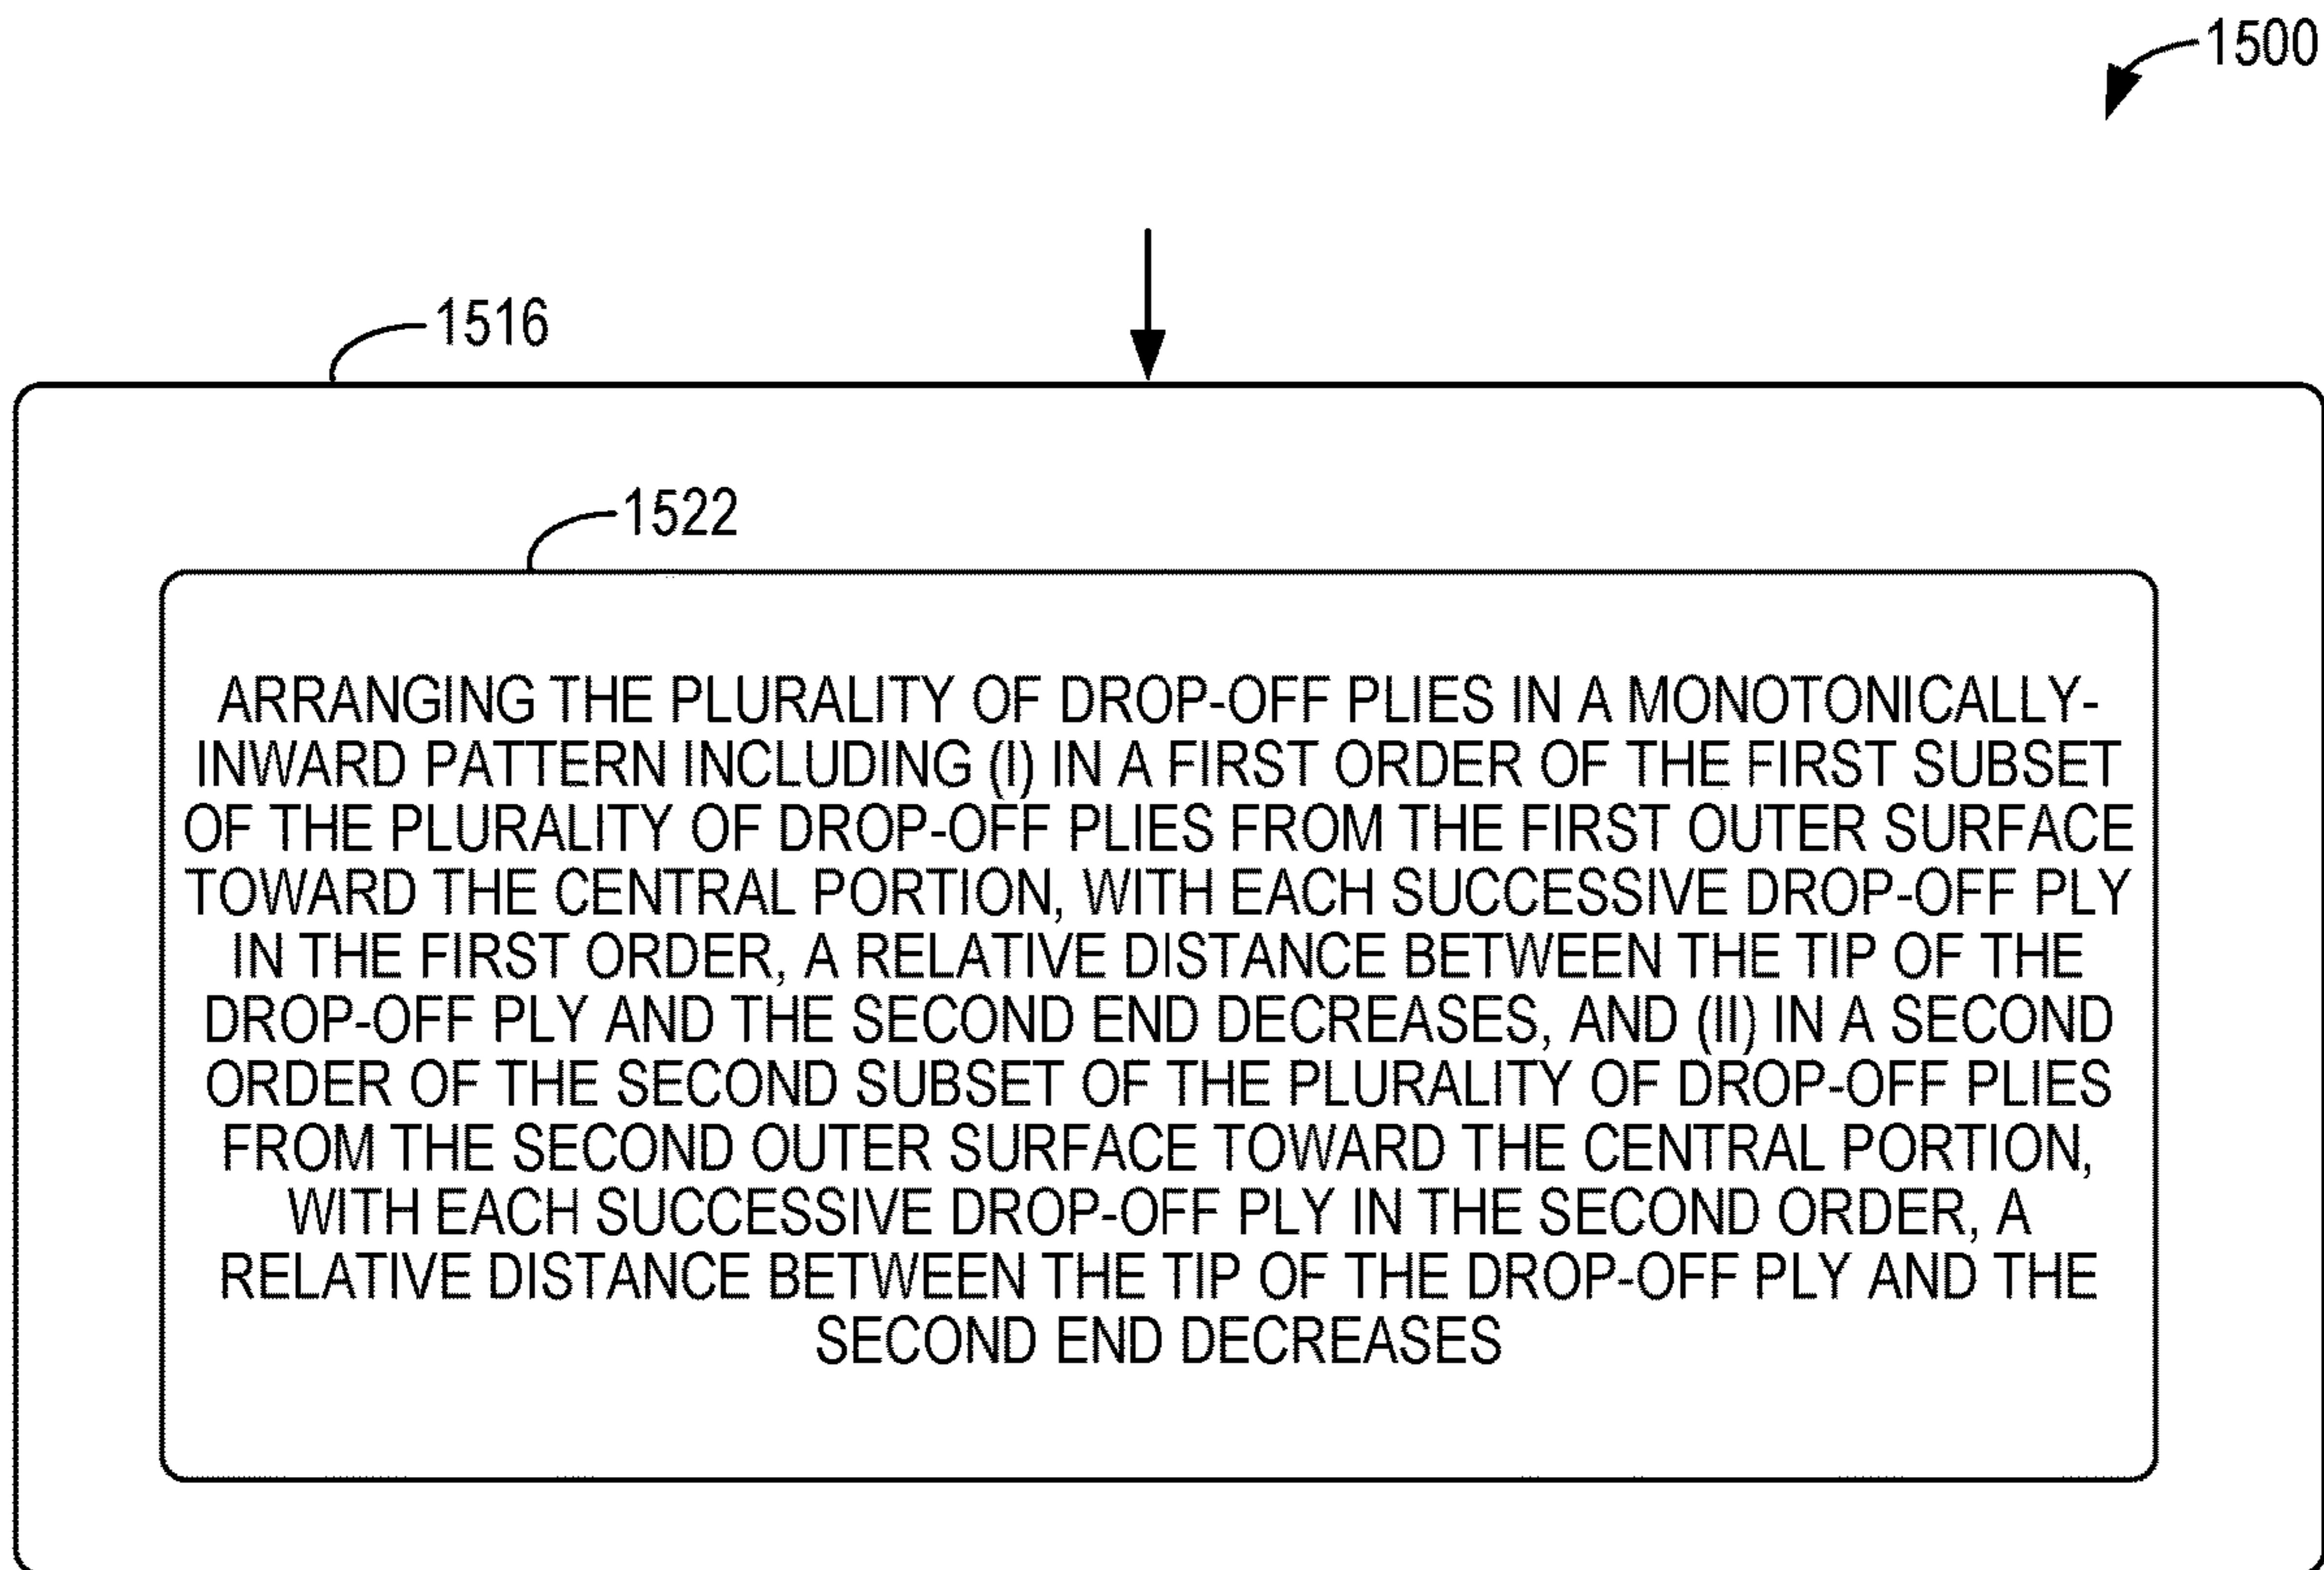 1500
1516
1522
ARRANGING THE PLURALITY OF DROP-OFF PLIES IN A MONOTONICALLY-
INWARD PATTERN INCLUDING (I) IN A FIRST ORDER OF THE FIRST SUBSET
OF THE PLURALITY OF DROP-OFF PLIES FROM THE FIRST OUTER SURFACE
TOWARD THE CENTRAL PORTION, WITH EACH SUCCESSIVE DROP-OFF PLY
IN THE FIRST ORDER, A RELATIVE DISTANCE BETWEEN THE TIP OF THE
DROP-OFF PLY AND THE SECOND END DECREASES, AND (II) IN A SECOND
ORDER OF THE SECOND SUBSET OF THE PLURALITY OF DROP-OFF PLIES
FROM THE SECOND OUTER SURFACE TOWARD THE CENTRAL PORTION,
WITH EACH SUCCESSIVE DROP-OFF PLY IN THE SECOND ORDER, A
RELATIVE DISTANCE BETWEEN THE TIP OF THE DROP-OFF PLY AND THE
SECOND END DECREASES